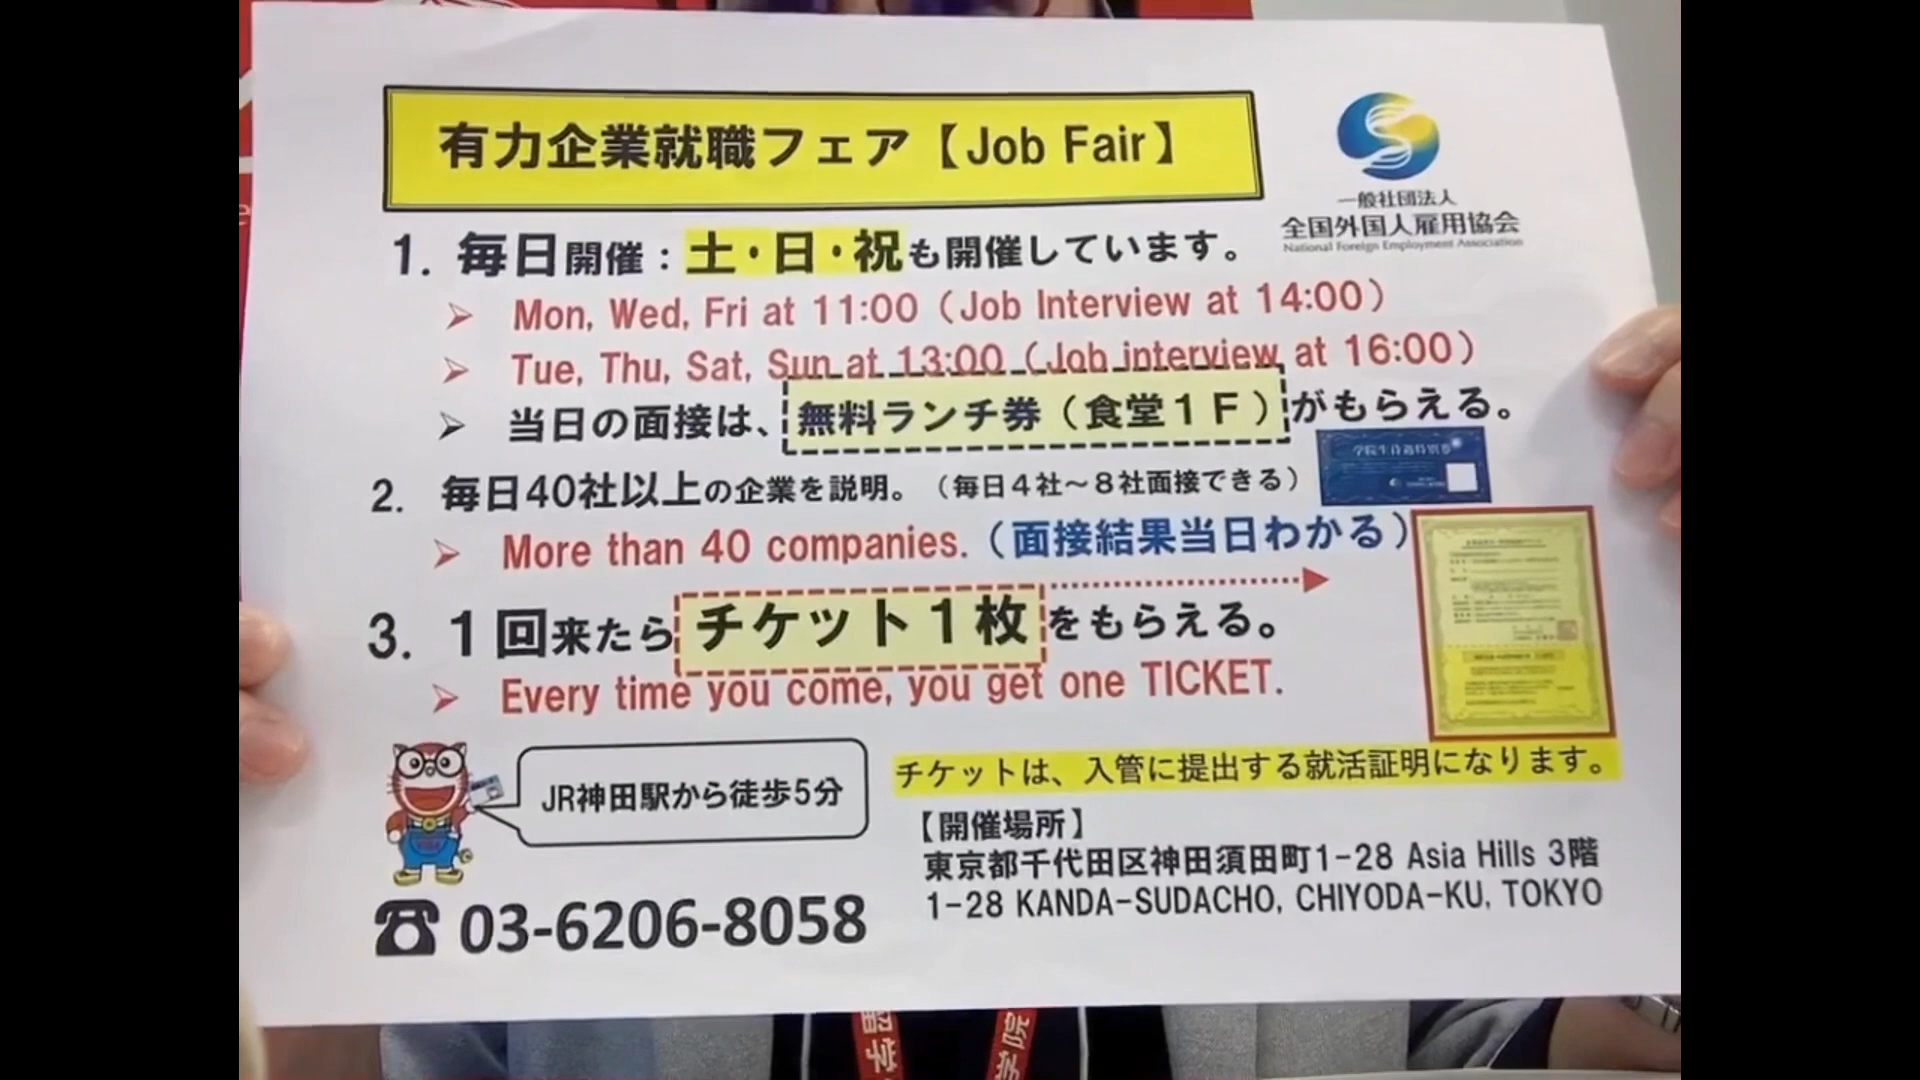 有力企業就職フェア【Job Fair】
一般社団法人
全国外国人雇用協会
National Foreign Employment Association
1. 毎日開催：土・日・祝も開催しています。
➢ Mon, Wed, Fri at 11:00（Job Interview at 14:00）
➢ Tue, Thu, Sat, Sun at 13:00（Job interview at 16:00）
➢ 当日の面接は、無料ランチ券（食堂１Ｆ）がもらえる。
2. 毎日40社以上の企業を説明。（毎日４社～８社面接できる）
➢ More than 40 companies.（面接結果当日わかる）
3. １回来たらチケット１枚をもらえる。
➢ Every time you come, you get one TICKET.
JR神田駅から徒歩5分
チケットは、入管に提出する就活証明になります。
【開催場所】
東京都千代田区神田須田町1-28 Asia Hills 3階
1-28 KANDA-SUDACHO, CHIYODA-KU, TOKYO
☎ 03-6206-8058
留学
学院